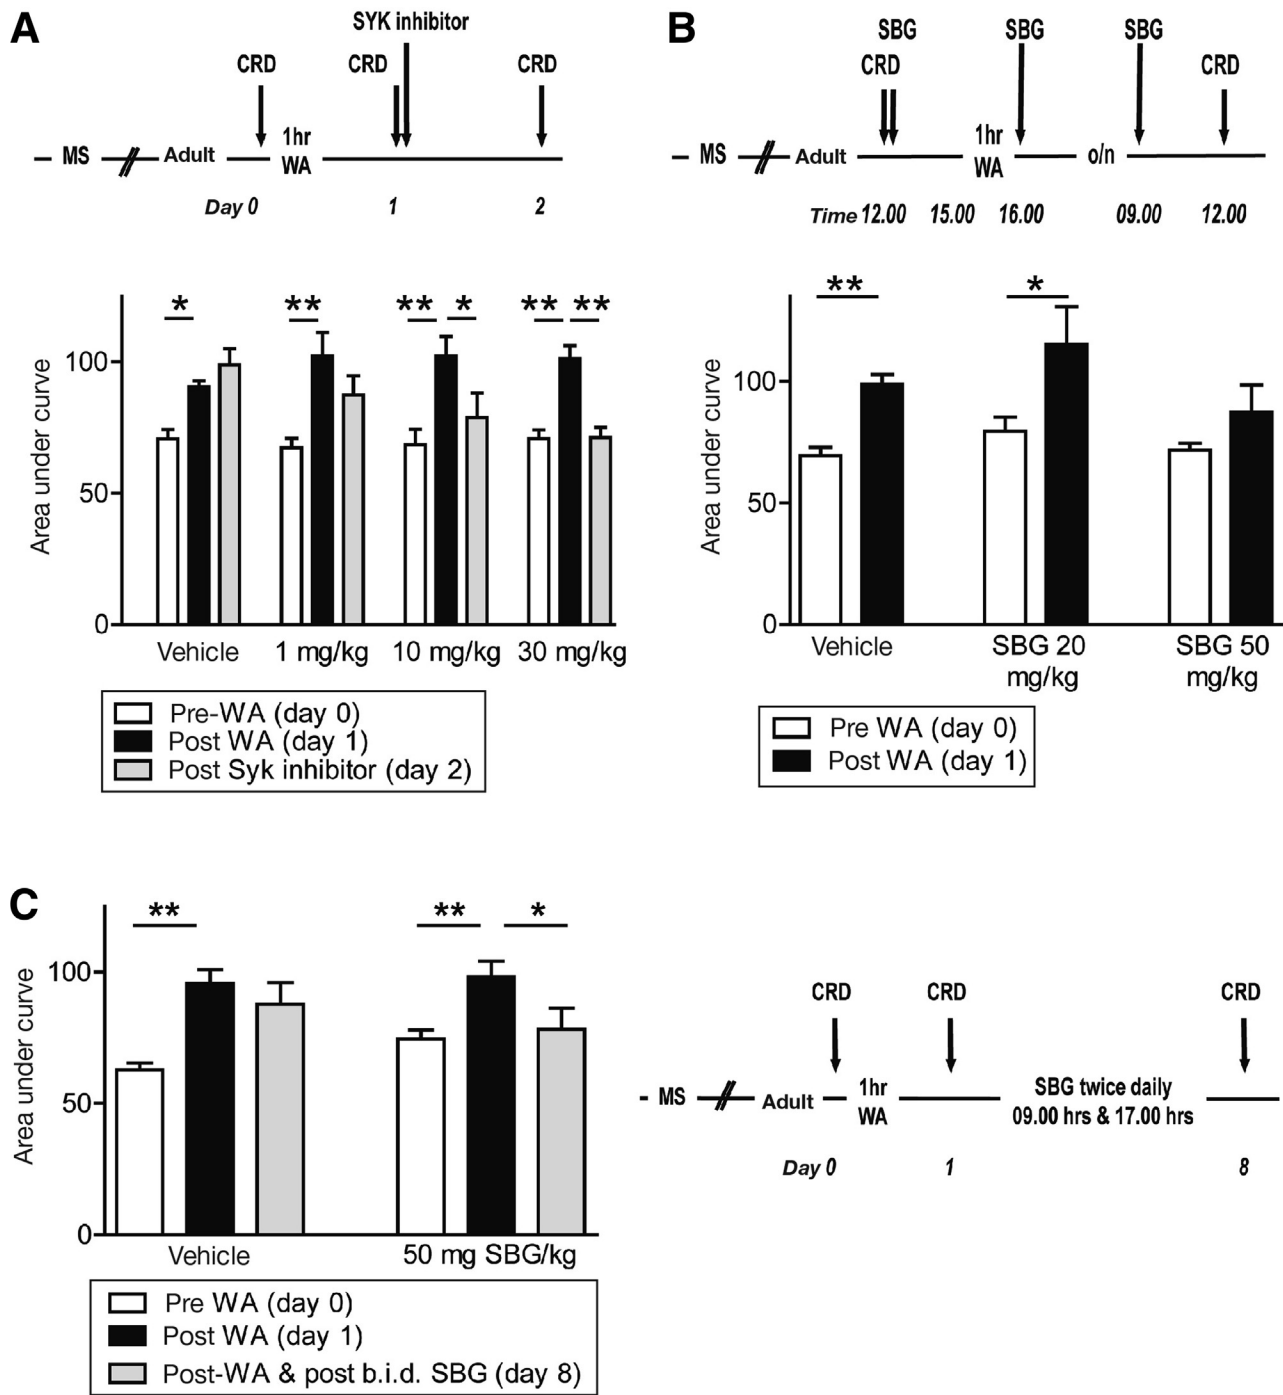 A
SYK inhibitor
CRD CRD CRD
MS Adult 1hr WA
Day 0 1 2
** ** ** **
* *
Area under curve
100
50
0
Vehicle 1 mg/kg 10 mg/kg 30 mg/kg
Pre-WA (day 0)
Post WA (day 1)
Post Syk inhibitor (day 2)
B
SBG SBG SBG
CRD CRD
MS Adult 1hr WA o/n
Time 12.00 15.00 16.00 09.00 12.00
** *
Area under curve
100
50
0
Vehicle SBG 20 mg/kg SBG 50 mg/kg
Pre WA (day 0)
Post WA (day 1)
C
** ** *
Area under curve
100
50
0
Vehicle 50 mg SBG/kg
Pre WA (day 0)
Post WA (day 1)
Post-WA & post b.i.d. SBG (day 8)
CRD CRD CRD
MS Adult 1hr WA SBG twice daily
09.00 hrs & 17.00 hrs
Day 0 1 8